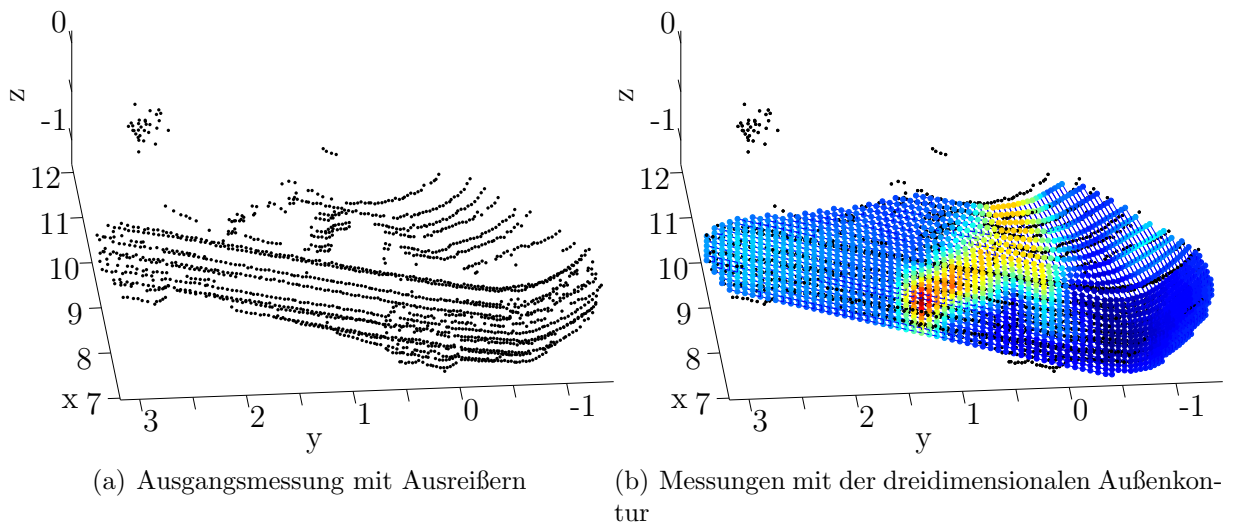 0
z
-1
12
11
10
9
8
x 7
3
2
1
0
-1
y
(a) Ausgangsmessung mit Ausreißern
0
z
-1
12
11
10
9
8
x 7
3
2
1
0
-1
y
(b) Messungen mit der dreidimensionalen Außenkon-
tur